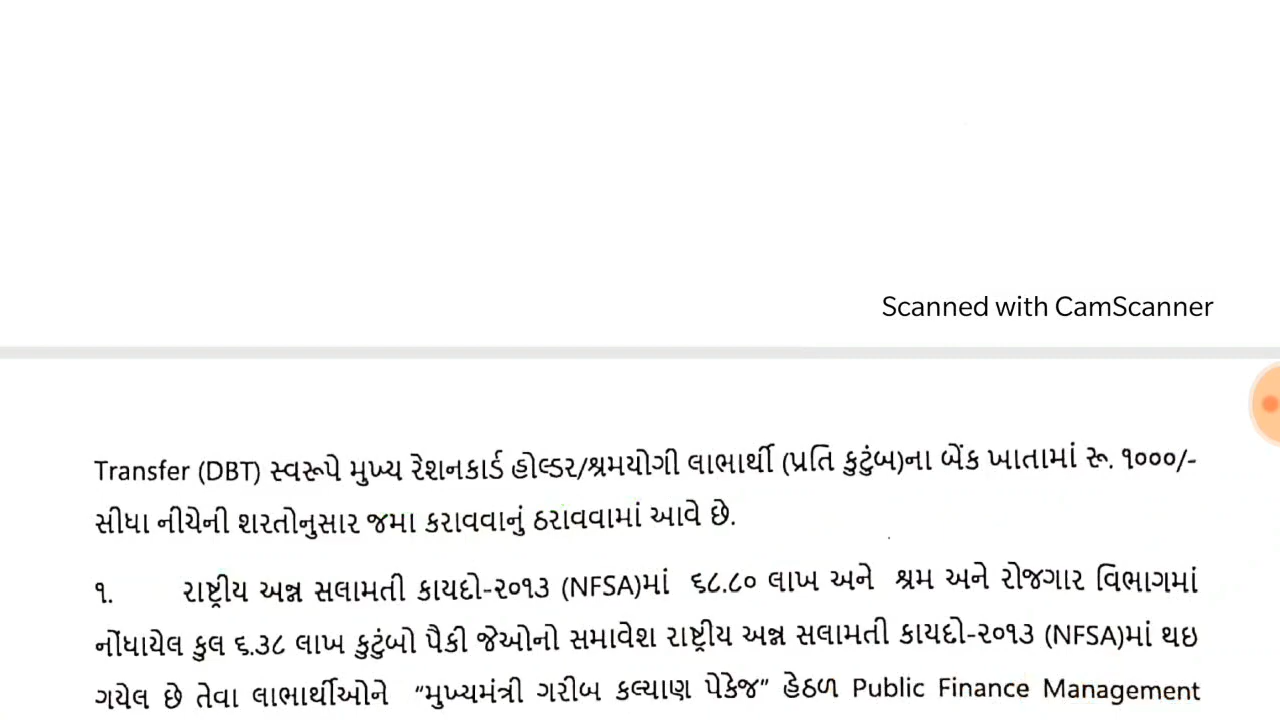 Scanned with CamScanner
Transfer (DBT) સ્વરૂપે મુખ્ય રેશનકાર્ડ હોલ્ડર/શ્રમયોગી લાભાર્થી (પ્રતિ કુટુંબ)ના બેંક ખાતામાં રૂ. ૧૦૦૦/-
સીધા નીચેની શરતોનુસાર જમા કરાવવાનું ઠરાવવામાં આવે છે.
૧. રાષ્ટ્રીય અન્ન સલામતી કાયદો-૨૦૧૩ (NFSA)માં ૬૮.૮૦ લાખ અને શ્રમ અને રોજગાર વિભાગમાં
નોંધાયેલ કુલ ૬.૩૮ લાખ કુટુંબો પૈકી જેઓનો સમાવેશ રાષ્ટ્રીય અન્ન સલામતી કાયદો-૨૦૧૩ (NFSA)માં થઇ
ગયેલ છે તેવા લાભાર્થીઓને “મુખ્યમંત્રી ગરીબ કલ્યાણ પેકેજ” હેઠળ Public Finance Management